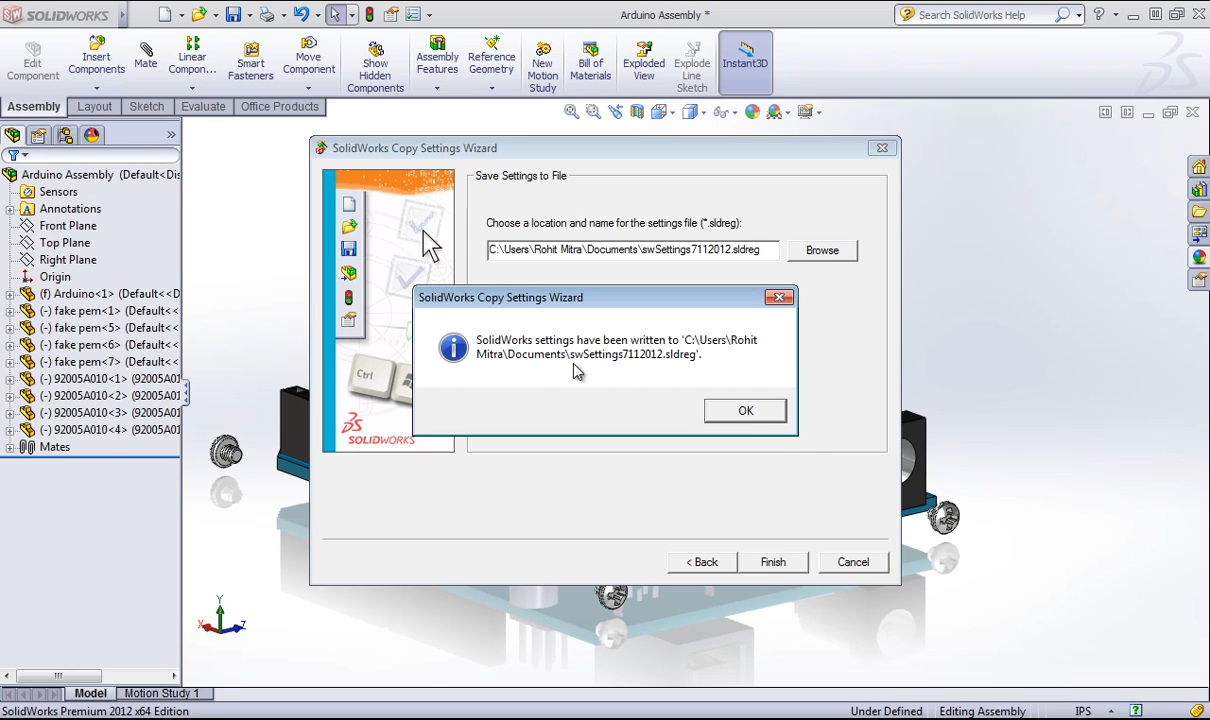 SOLIDWORKS
Arduino Assembly *
Search SolidWorks Help
Edit Component
Insert Components
Mate
Linear Compon...
Smart Fasteners
Move Component
Show Hidden Components
Assembly Features
Reference Geometry
New Motion Study
Bill of Materials
Exploded View
Explode Line Sketch
Instant3D
Assembly
Layout
Sketch
Evaluate
Office Products
Arduino Assembly (Default<Dis
Sensors
Annotations
Front Plane
Top Plane
Right Plane
Origin
(f) Arduino<1> (Default<<D
(-) fake pem<1> (Default<<
(-) fake pem<5> (Default<<
(-) fake pem<6> (Default<<
(-) fake pem<7> (Default<<
(-) 92005A010<1> (92005A01
(-) 92005A010<2> (92005A01
(-) 92005A010<3> (92005A01
(-) 92005A010<4> (92005A01
Mates
SolidWorks Copy Settings Wizard
Save Settings to File
Choose a location and name for the settings file (*.sldreg):
C:\Users\Rohit Mitra\Documents\swSettings7112012.sldreg
Browse
Ctrl
SOLIDWORKS
SolidWorks Copy Settings Wizard
SolidWorks settings have been written to 'C:\Users\Rohit
Mitra\Documents\swSettings7112012.sldreg'.
OK
< Back
Finish
Cancel
Y
X
Z
Model
Motion Study 1
SolidWorks Premium 2012 x64 Edition
Under Defined
Editing Assembly
IPS